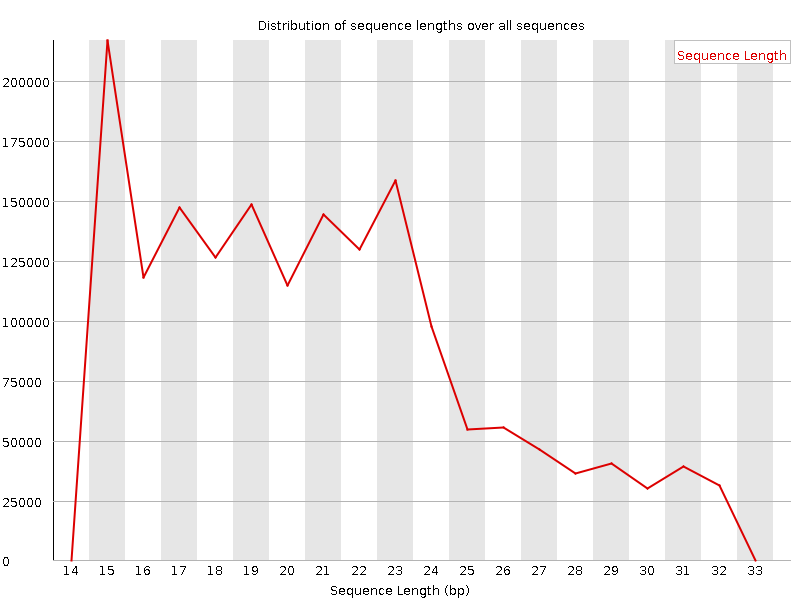 Distribution of sequence lengths over all sequences
Sequence Length
200000
175000
150000
125000
100000
75000
50000
25000
0
14 15 16 17 18 19 20 21 22 23 24 25 26 27 28 29 30 31 32 33
Sequence Length (bp)